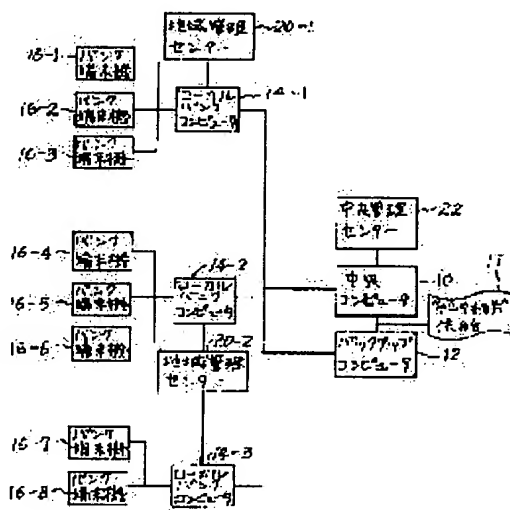 地域管理
センター
20-1
16-1
バンク
端末機
16-2
バンク
端末機
16-3
バンク
端末機
ローカル
バンク
コンピュータ
14-1
中央管理
センター
22
16-4
バンク
端末機
16-5
バンク
端末機
16-6
バンク
端末機
14-2
ローカル
バンク
コンピュータ
中央
コンピュータ
10
11
バックアップ
コンピュータ
12
20-2
地域管理
センター
16-7
バンク
端末機
16-8
バンク
端末機
14-3
ローカル
バンク
コンピュータ